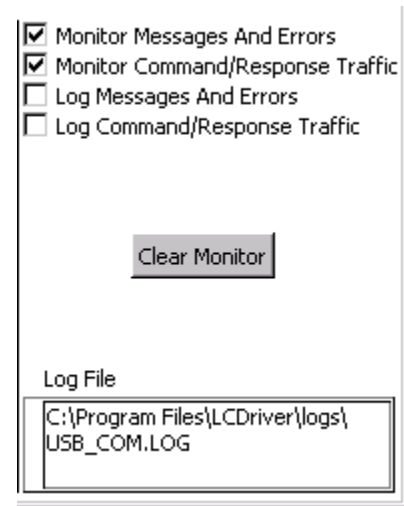 Monitor Messages And Errors
Monitor Command/Response Traffic
Log Messages And Errors
Log Command/Response Traffic
Clear Monitor
Log File
C:\Program Files\LCDriver\logs\
USB_COM.LOG